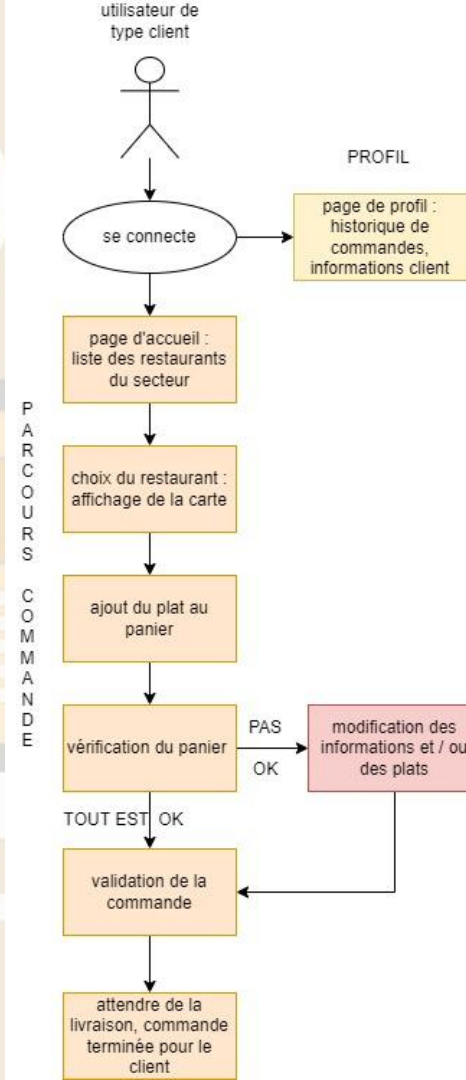 utilisateur de
type client
PROFIL
se connecte
page de profil :
historique de
commandes,
informations client
page d'accueil :
liste des restaurants
du secteur
PARCOURS COMMANDE
choix du restaurant :
affichage de la carte
ajout du plat au
panier
vérification du panier
PAS
OK
modification des
informations et / ou
des plats
TOUT EST OK
validation de la
commande
attendre de la
livraison, commande
terminée pour le
client